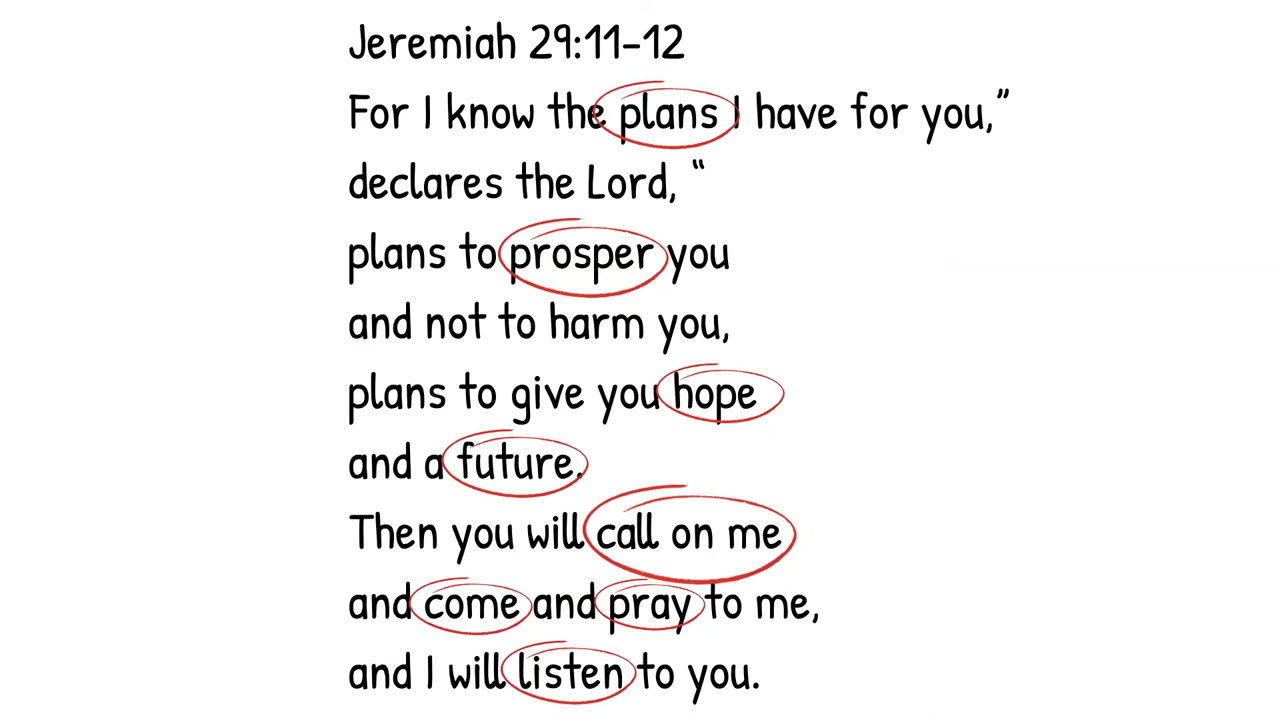 Jeremiah 29:11-12
For I know the plans I have for you,”
declares the Lord, “
plans to prosper you
and not to harm you,
plans to give you hope
and a future.
Then you will call on me
and come and pray to me,
and I will listen to you.